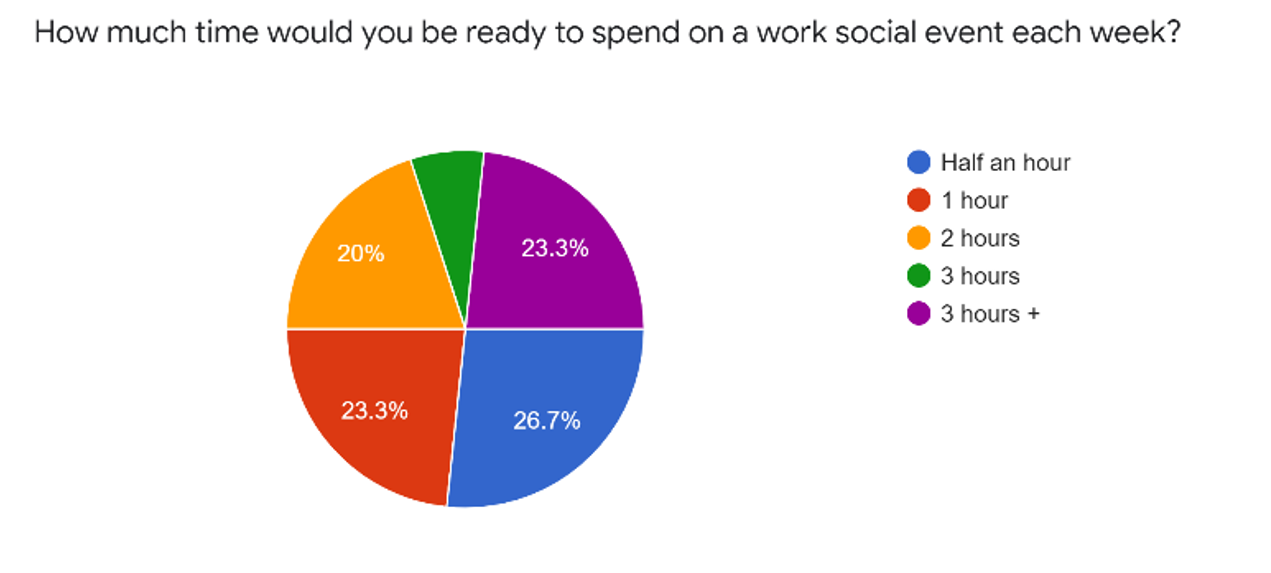 How much time would you be ready to spend on a work social event each week?
Half an hour
1 hour
2 hours
3 hours
3 hours +
20%
23.3%
23.3%
26.7%